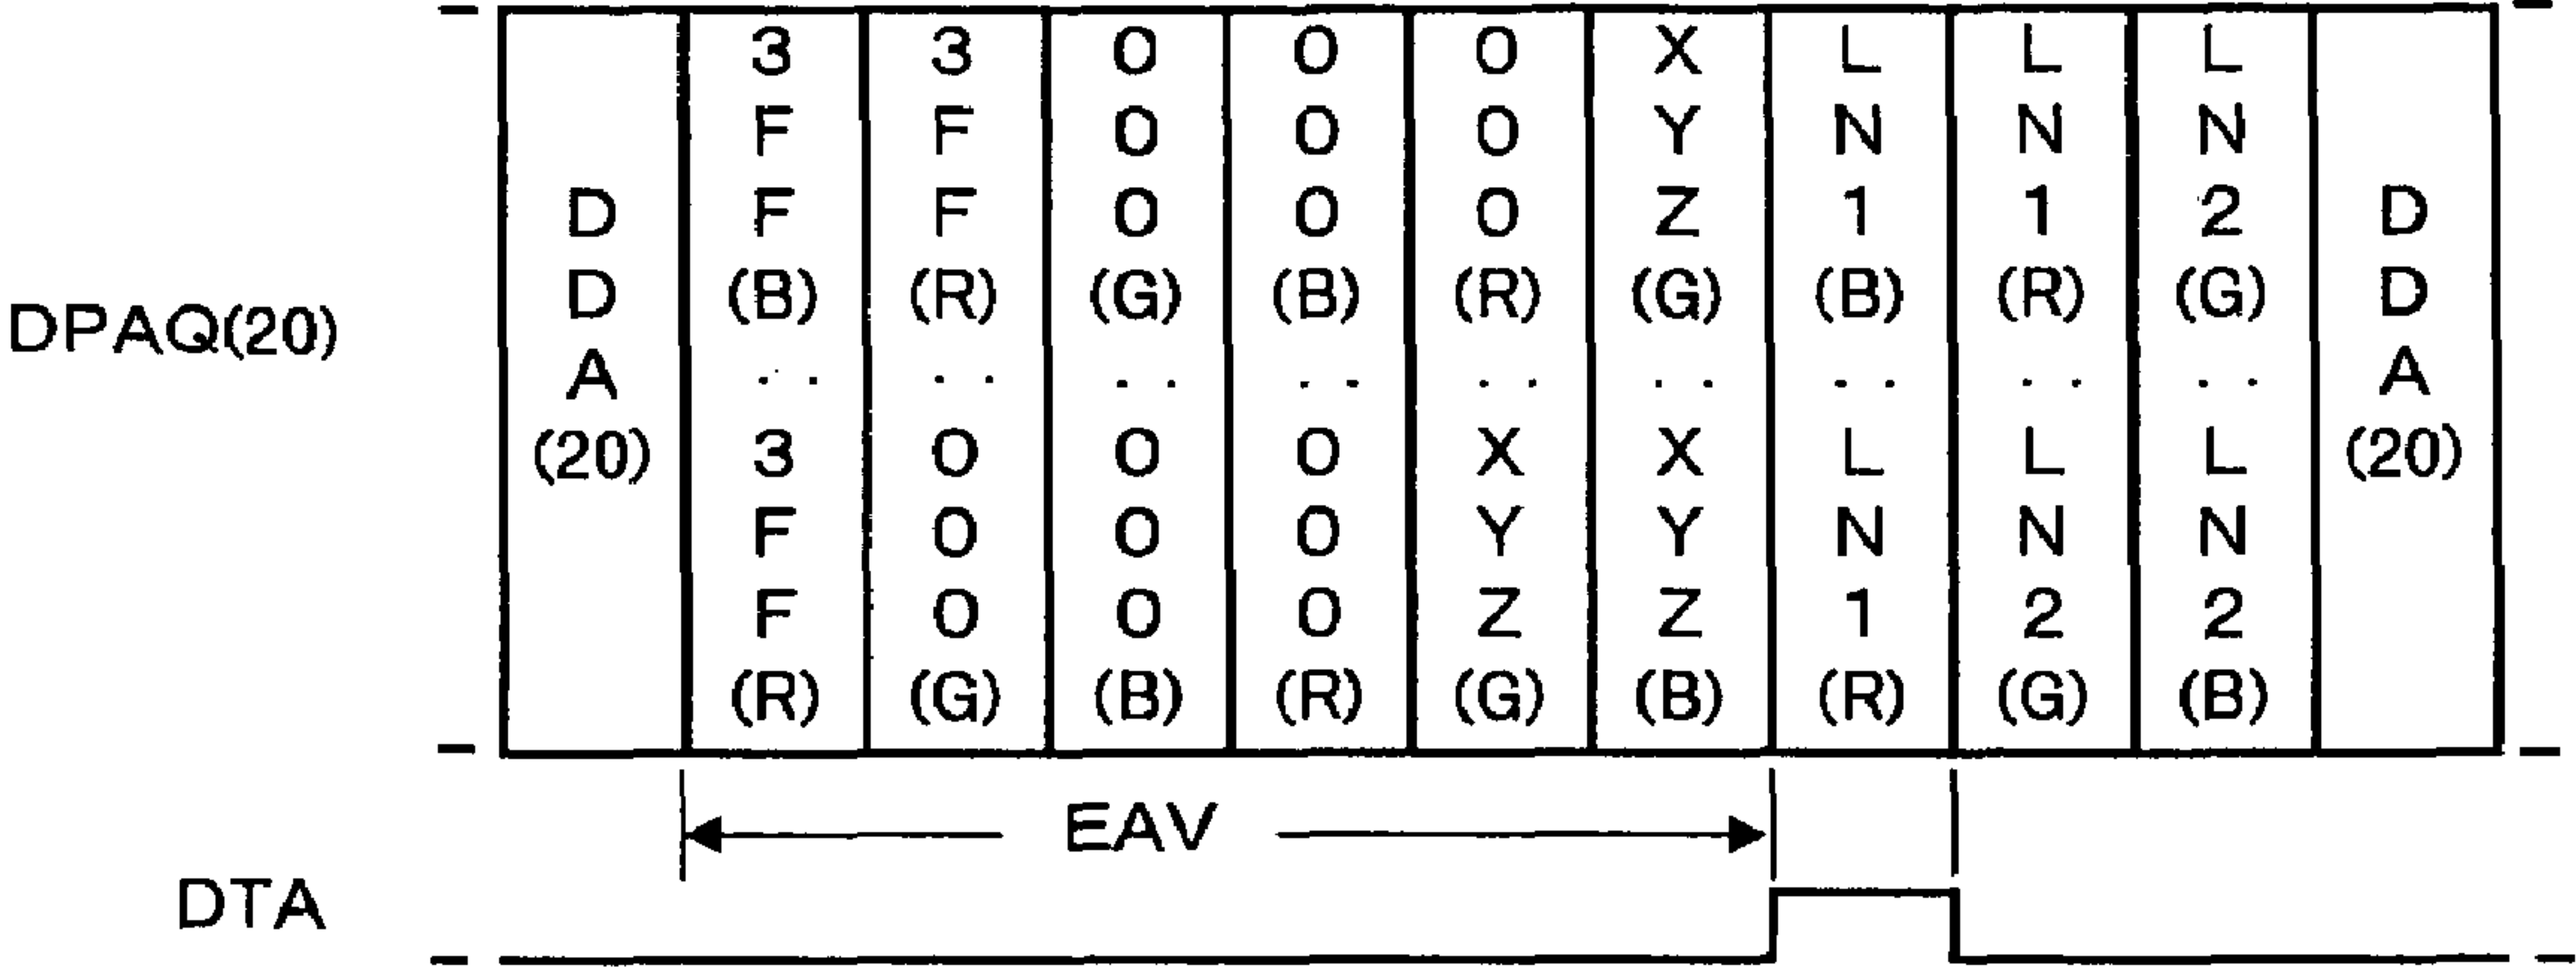 3 3 0 0 0 X L L L
F F 0 0 0 Y N N N
D F F 0 0 0 Z 1 1 2 D
D (B) (R) (G) (B) (R) (G) (B) (R) (G) D
DPAQ(20)
A .. .. .. .. .. .. .. .. .. A
(20) 3 0 0 0 X X L L L (20)
F 0 0 0 Y Y N N N
F 0 0 0 Z Z 1 2 2
(R) (G) (B) (R) (G) (B) (R) (G) (B)
EAV
DTA